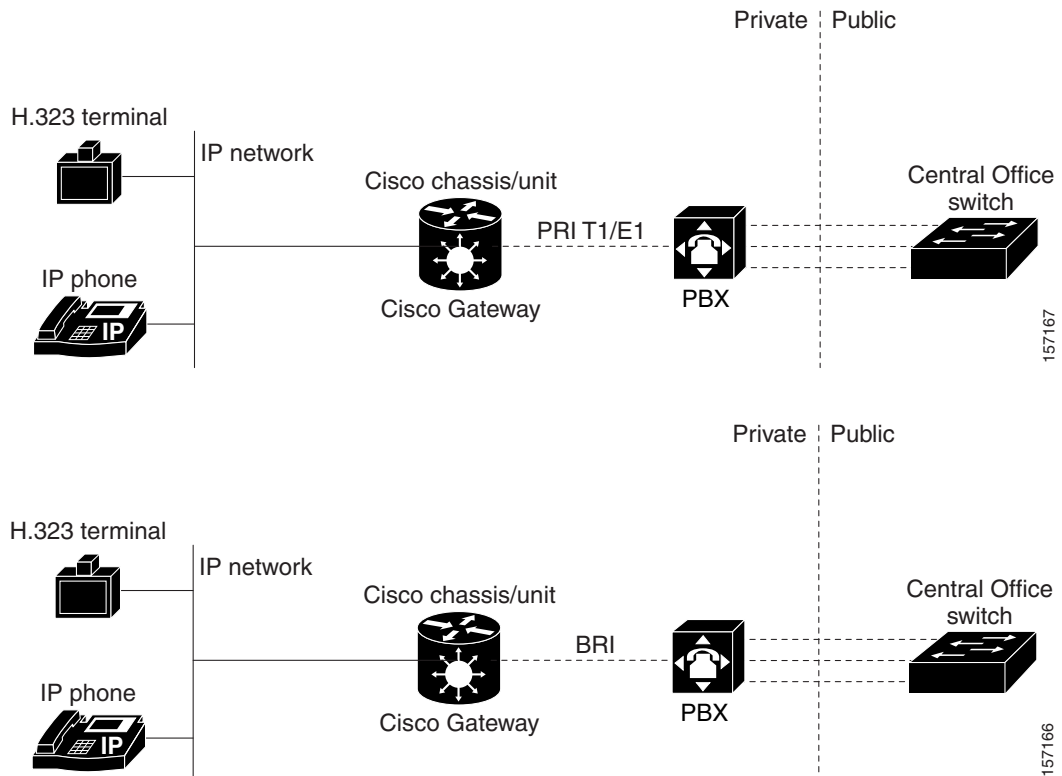 Private Public
H.323 terminal
IP network
Cisco chassis/unit
Central Office
switch
PRI T1/E1
IP phone
IP
Cisco Gateway
PBX
157167
Private Public
H.323 terminal
IP network
Cisco chassis/unit
Central Office
switch
BRI
IP phone
IP
Cisco Gateway
PBX
157166